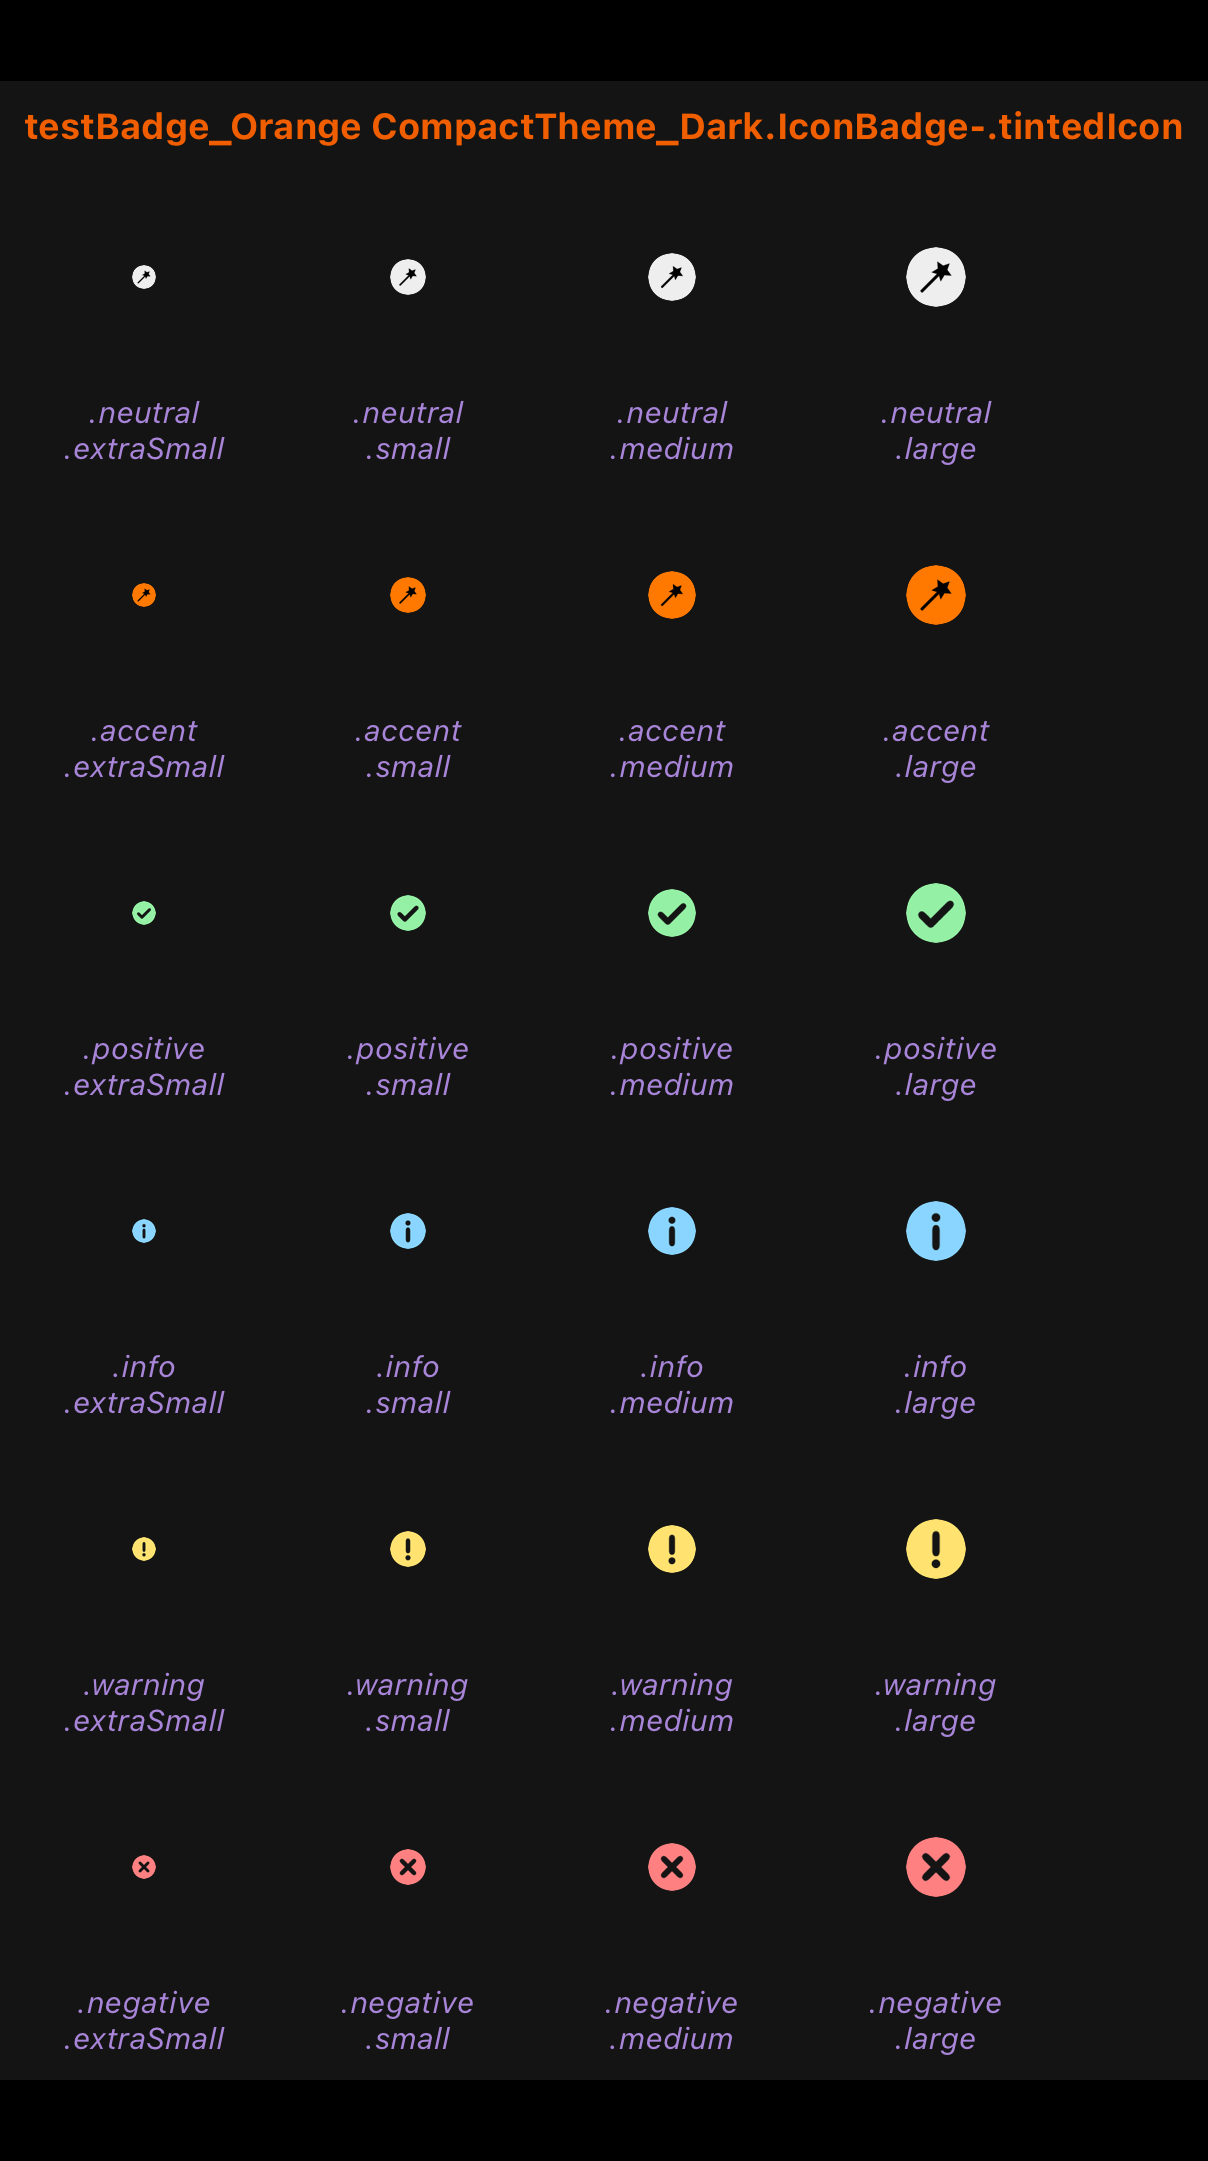 testBadge_Orange CompactTheme_Dark.IconBadge-.tintedIcon
.neutral .neutral .neutral .neutral
.extraSmall .small .medium .large
.accent .accent .accent .accent
.extraSmall .small .medium .large
.positive .positive .positive .positive
.extraSmall .small .medium .large
.info .info .info .info
.extraSmall .small .medium .large
.warning .warning .warning .warning
.extraSmall .small .medium .large
.negative .negative .negative .negative
.extraSmall .small .medium .large